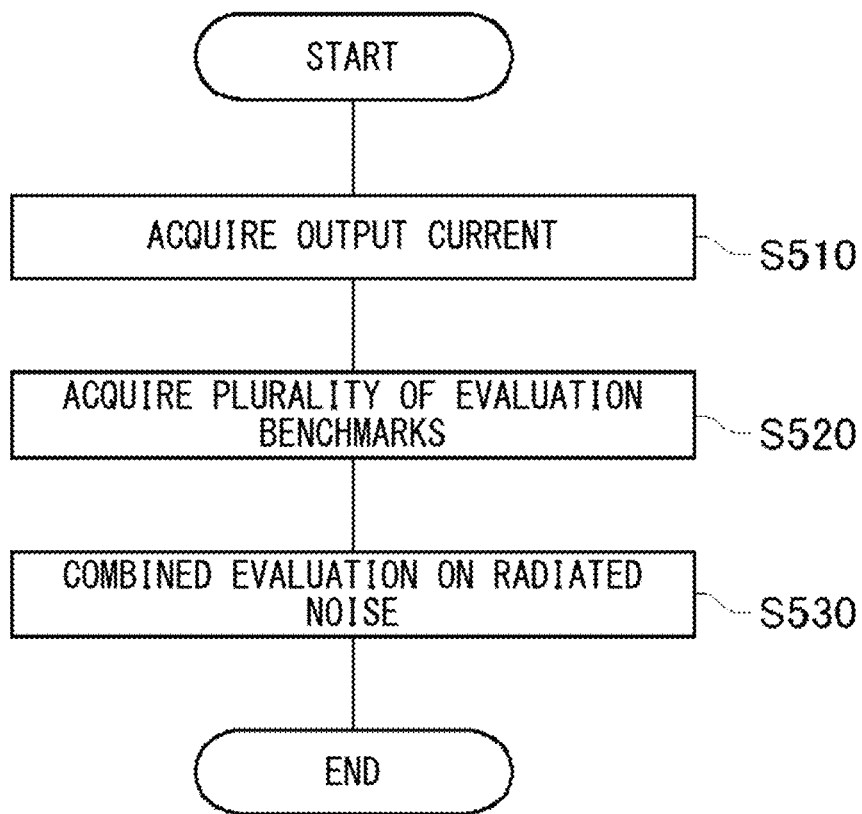 START
ACQUIRE OUTPUT CURRENT
S510
ACQUIRE PLURALITY OF EVALUATION
BENCHMARKS
S520
COMBINED EVALUATION ON RADIATED
NOISE
S530
END